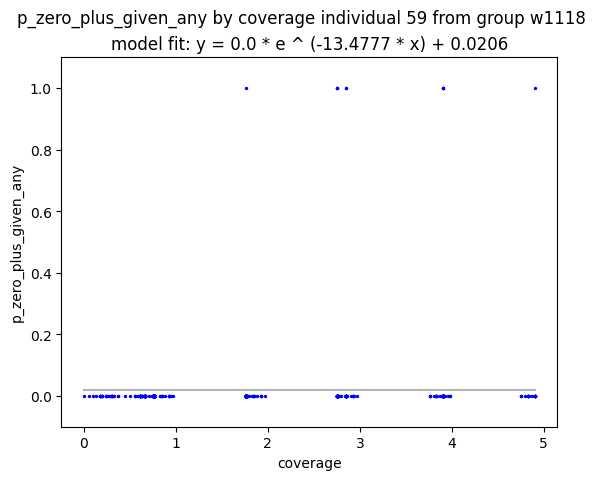 p_zero_plus_given_any by coverage individual 59 from group w1118
model fit: y = 0.0 * e ^ (-13.4777 * x) + 0.0206
1.0
0.8
0.6
0.4
0.2
0.0
p_zero_plus_given_any
0 1 2 3 4 5
coverage